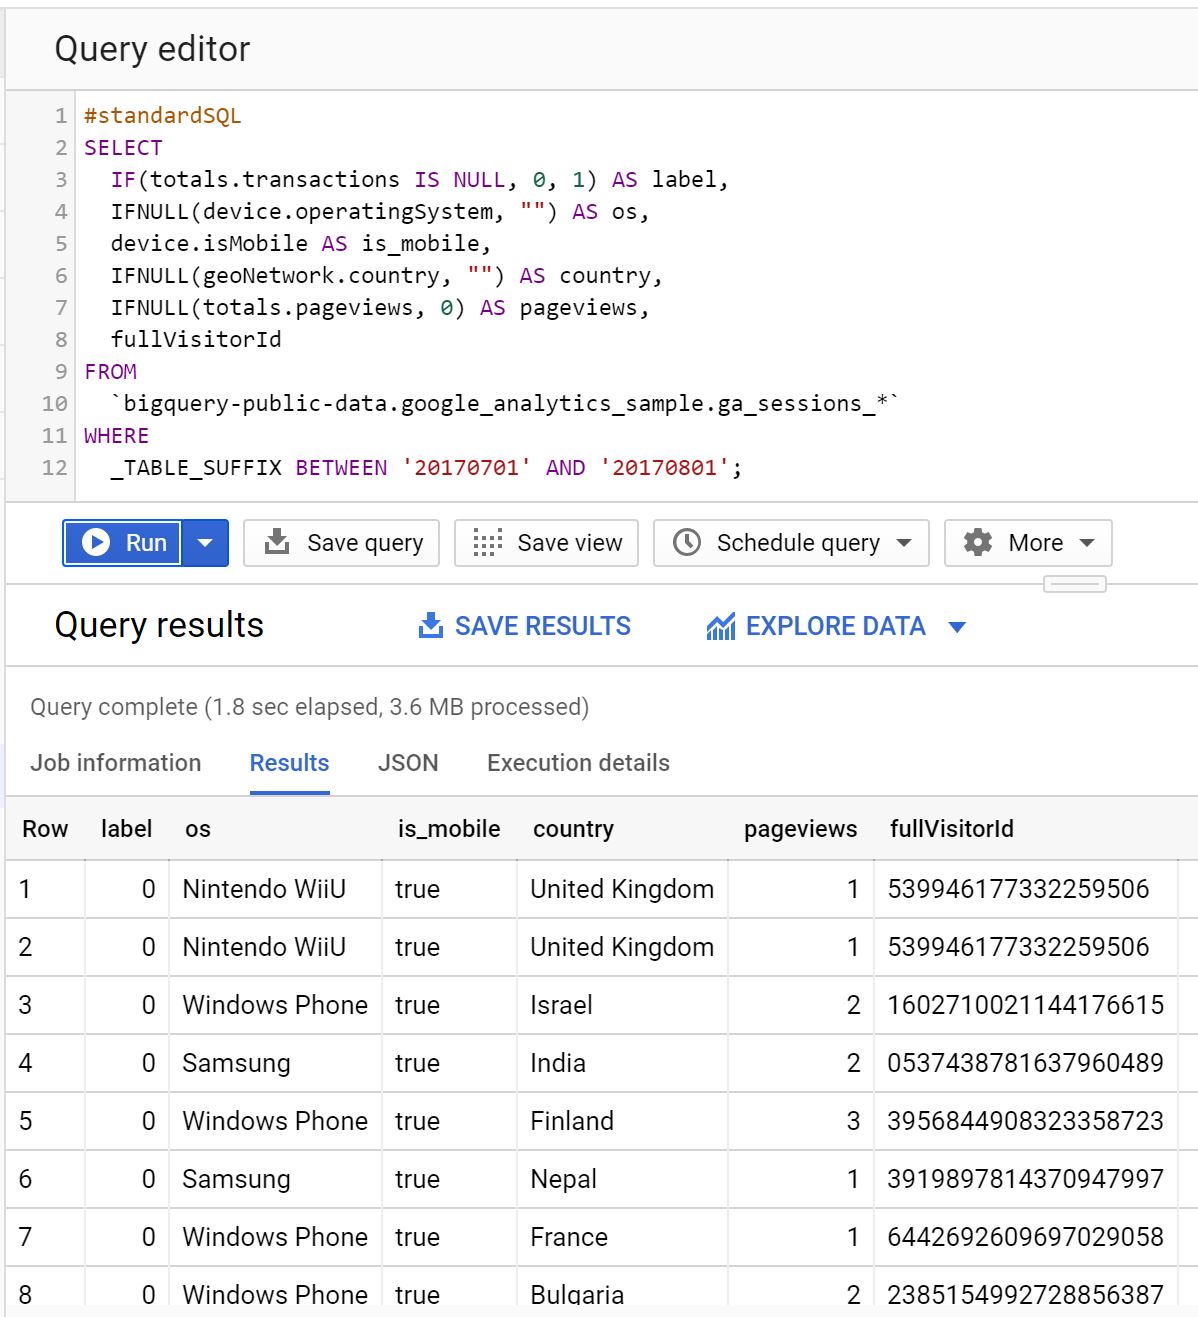 Query editor
1 #standardSQL
2 SELECT
3 IF(totals.transactions IS NULL, 0, 1) AS label,
4 IFNULL(device.operatingSystem, "") AS os,
5 device.isMobile AS is_mobile,
6 IFNULL(geoNetwork.country, "") AS country,
7 IFNULL(totals.pageviews, 0) AS pageviews,
8 fullVisitorId
9 FROM
10 `bigquery-public-data.google_analytics_sample.ga_sessions_*`
11 WHERE
12 _TABLE_SUFFIX BETWEEN '20170701' AND '20170801';
Run Save query Save view Schedule query More
Query results SAVE RESULTS EXPLORE DATA
Query complete (1.8 sec elapsed, 3.6 MB processed)
Job information Results JSON Execution details
Row label os is_mobile country pageviews fullVisitorId
1 0 Nintendo WiiU true United Kingdom 1 539946177332259506
2 0 Nintendo WiiU true United Kingdom 1 539946177332259506
3 0 Windows Phone true Israel 2 1602710021144176615
4 0 Samsung true India 2 0537438781637960489
5 0 Windows Phone true Finland 3 3956844908323358723
6 0 Samsung true Nepal 1 3919897814370947997
7 0 Windows Phone true France 1 6442692609697029058
8 0 Windows Phone true Bulgaria 2 2385154992728856387